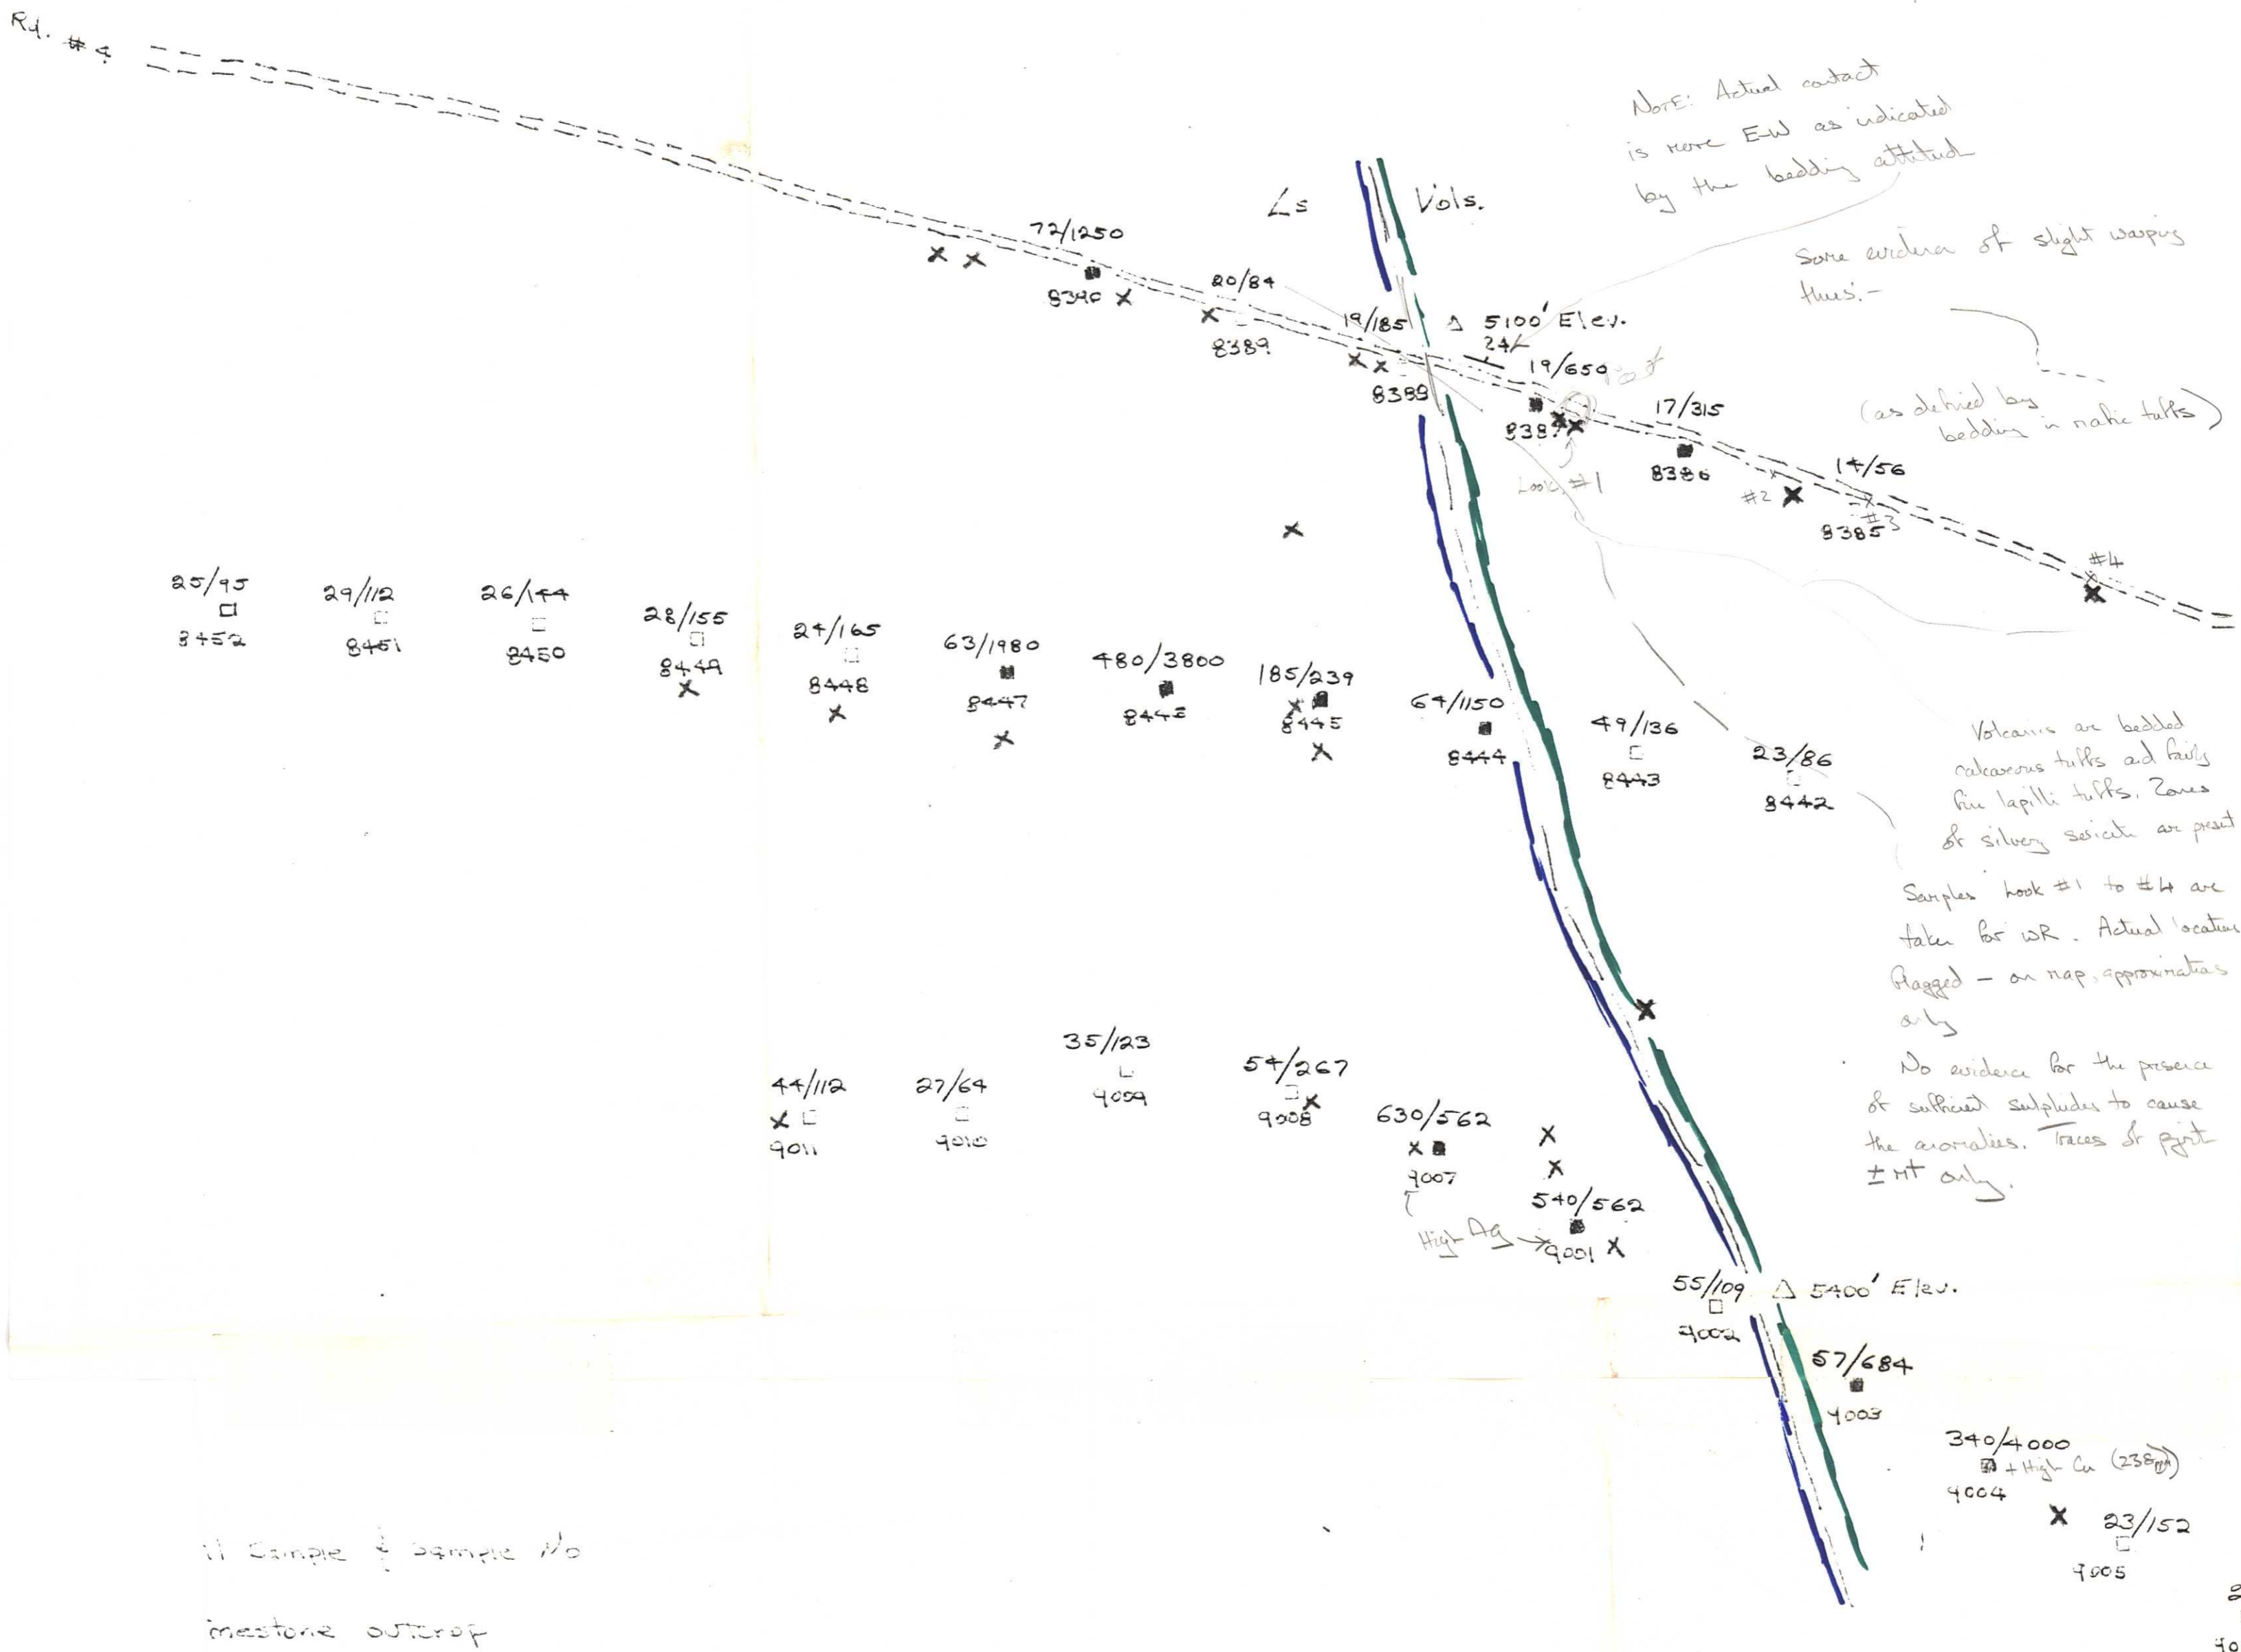 Rd. #4
NOTE: Actual contact
is more E-W as indicated
by the bedding attitud
Ls
Vols.
72/1250
8390
Some evidence of slight warping
thus:-
20/84
8389
19/185
8389
Δ 5100' Elev.
24
19/650
8387
Look #1
17/315
8386
(as defined by
bedding in mafic tuffs)
#2
14/56
8385
#3
#4
25/95
8452
29/112
8451
26/144
8450
28/155
8449
24/165
8448
63/1980
8447
480/3800
185/239
8445
64/1150
8444
49/136
8443
23/86
8442
Volcanics are bedded
calcareous tuffs and fairly
fine lapilli tuffs. Zones
of silvery sericite are present
Samples Look #1 to #4 are
taken for WR. Actual locations
flagged - on map, approximations
only
No evidence for the presence
of sufficient sulphides to cause
the anomalies. Traces of pyrit
± mt only.
44/112
9011
27/64
9010
35/123
9009
54/267
9008
630/562
9007
540/562
9001
High Ag
55/109
9002
Δ 5400' Elev.
57/684
9003
340/4000
+ High Cu (238ppm)
9004
23/152
9005
Sample & Sample No
imestone outcrop